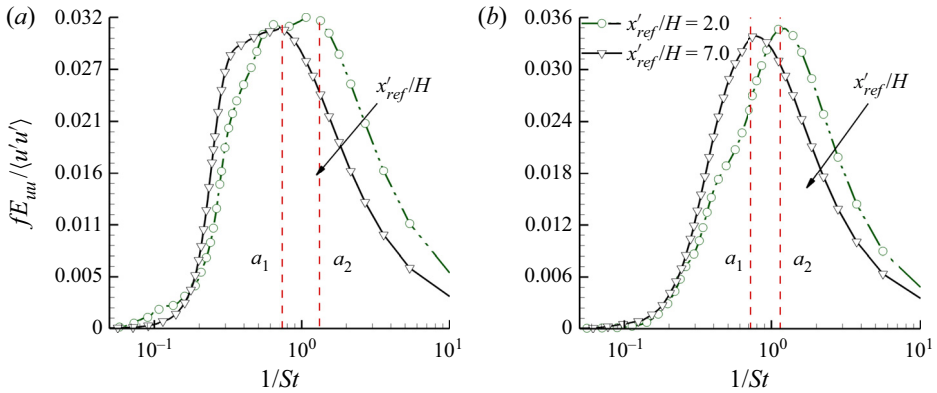 (a)
0.032
0.027
0.021
0.016
0.011
0.005
0
fE_uu/⟨u′u′⟩
x′_ref/H
a_1
a_2
10^−1
10^0
10^1
1/St
(b)
0.036
0.030
0.024
0.018
0.012
0.006
0
x′_ref/H = 2.0
x′_ref/H = 7.0
x′_ref/H
a_1
a_2
10^−1
10^0
10^1
1/St